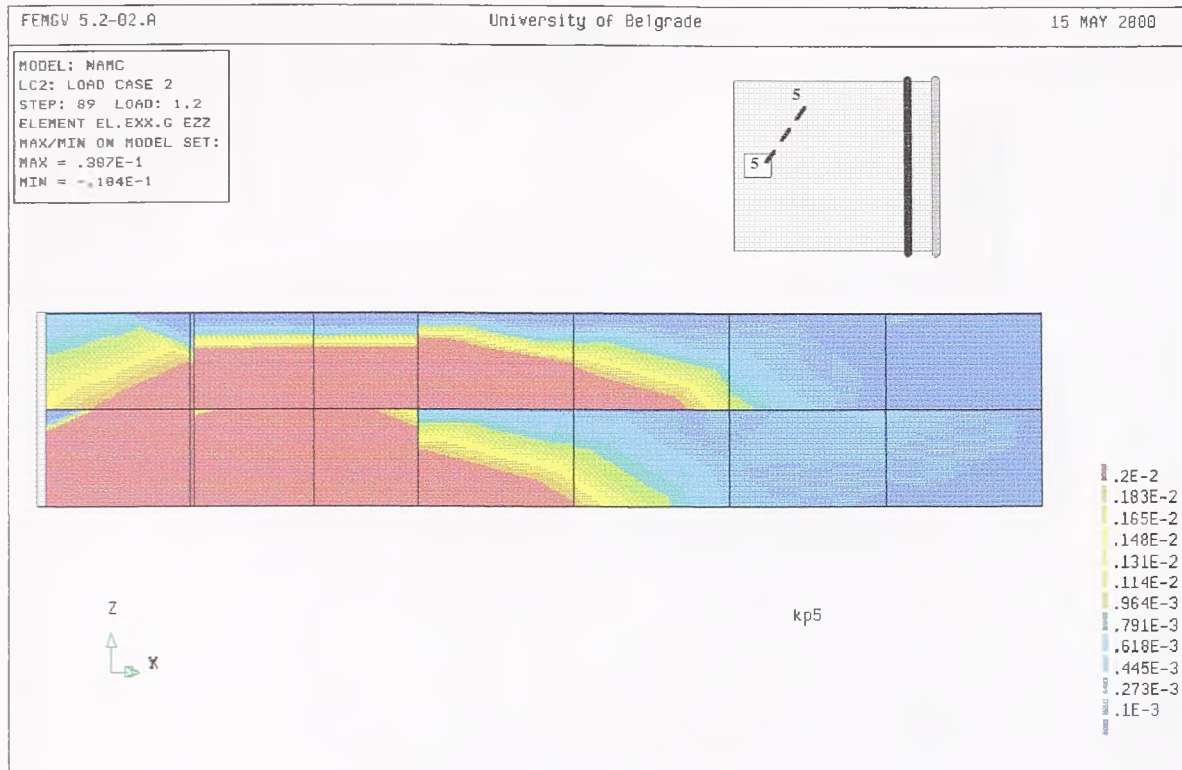 FEMGV 5.2-02.A University of Belgrade 15 MAY 2000
MODEL: NAMC
LC2: LOAD CASE 2
STEP: 89 LOAD: 1.2
ELEMENT EL.EXX.G EZZ
MAX/MIN ON MODEL SET:
MAX = .307E-1
MIN = -.104E-1
5
5
.2E-2
.183E-2
.165E-2
.148E-2
.131E-2
.114E-2
.964E-3
.791E-3
.618E-3
.445E-3
.273E-3
.1E-3
kp5
Z
X